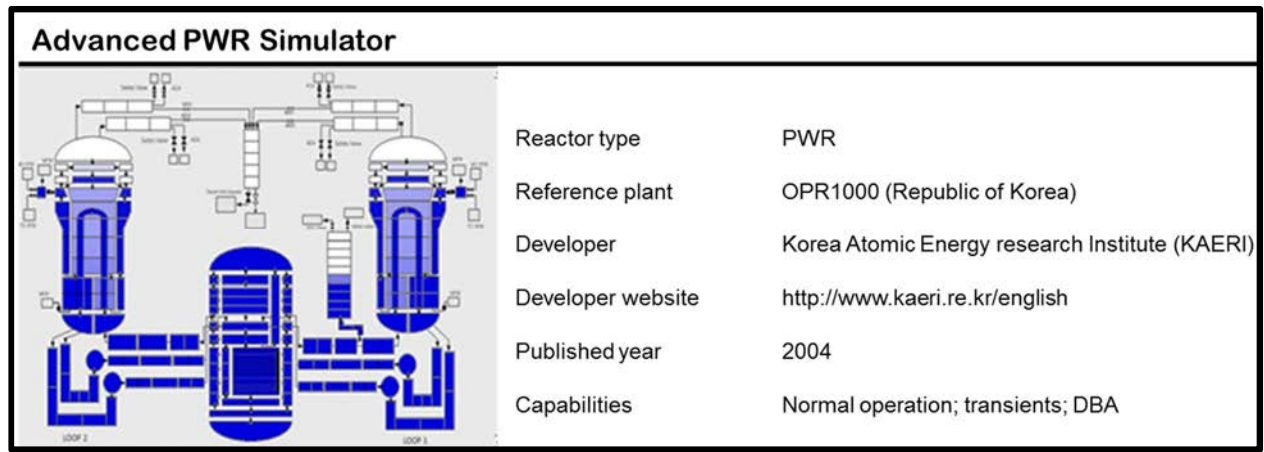 Advanced PWR Simulator
Reactor type PWR
Reference plant OPR1000 (Republic of Korea)
Developer Korea Atomic Energy research Institute (KAERI)
Developer website http://www.kaeri.re.kr/english
Published year 2004
Capabilities Normal operation; transients; DBA
LOOP 2 LOOP 1